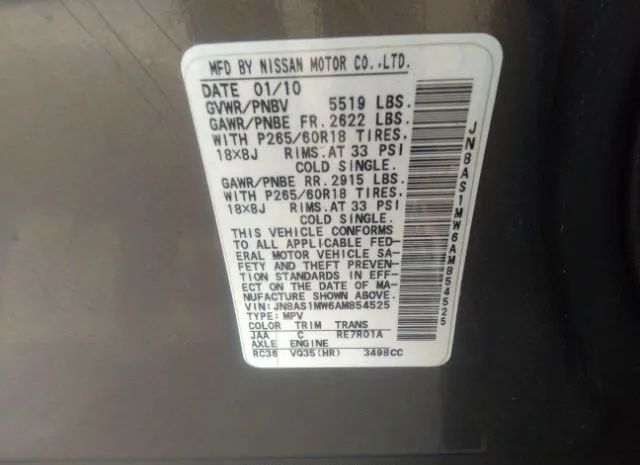 MFD BY NISSAN MOTOR CO.,LTD.
DATE 01/10
GVWR/PNBV 5519 LBS.
GAWR/PNBE FR. 2622 LBS.
WITH P265/60R18 TIRES.
18X8J RIMS. AT 33 PSI
COLD SINGLE.
GAWR/PNBE RR. 2915 LBS.
WITH P265/60R18 TIRES.
18X8J RIMS. AT 33 PSI
COLD SINGLE.
THIS VEHICLE CONFORMS
TO ALL APPLICABLE FED-
ERAL MOTOR VEHICLE SA-
FETY AND THEFT PREVENT-
ION STANDARDS IN EFF-
ECT ON THE DATE OF MA-
NUFACTURE SHOWN ABOVE.
VIN: JN8AS1MW6AM854525
TYPE: MPV
COLOR TRIM TRANS
JAA C RE7R01A
AXLE ENGINE
RC36 VQ35(HR) 3498CC
JN8AS1MW6AM854525